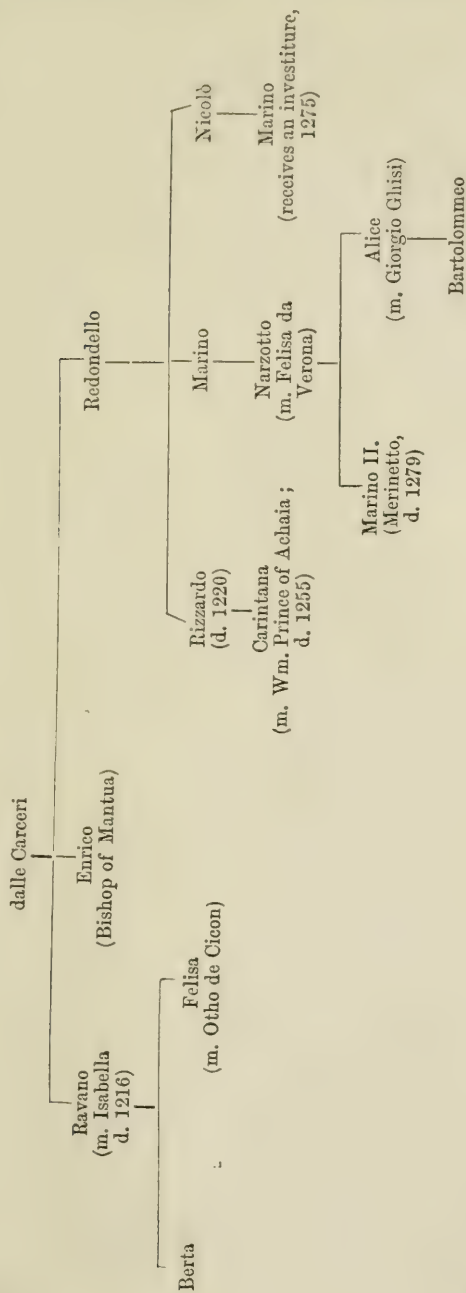 dalle Carceri
Ravano
(m. Isabella
d. 1216)
Enrico
(Bishop of Mantua)
Redondello
Berta
Felisa
(m. Otho de Cicon)
Rizzardo
(d. 1220)
Marino
Nicolò
Carintana
(m. Wm. Prince of Achaia;
d. 1255)
Narzotto
(m. Felisa da
Verona)
Marino
(receives an investiture,
1275)
Marino II.
(Merinetto,
d. 1279)
Alice
(m. Giorgio Ghisi)
Bartolommeo